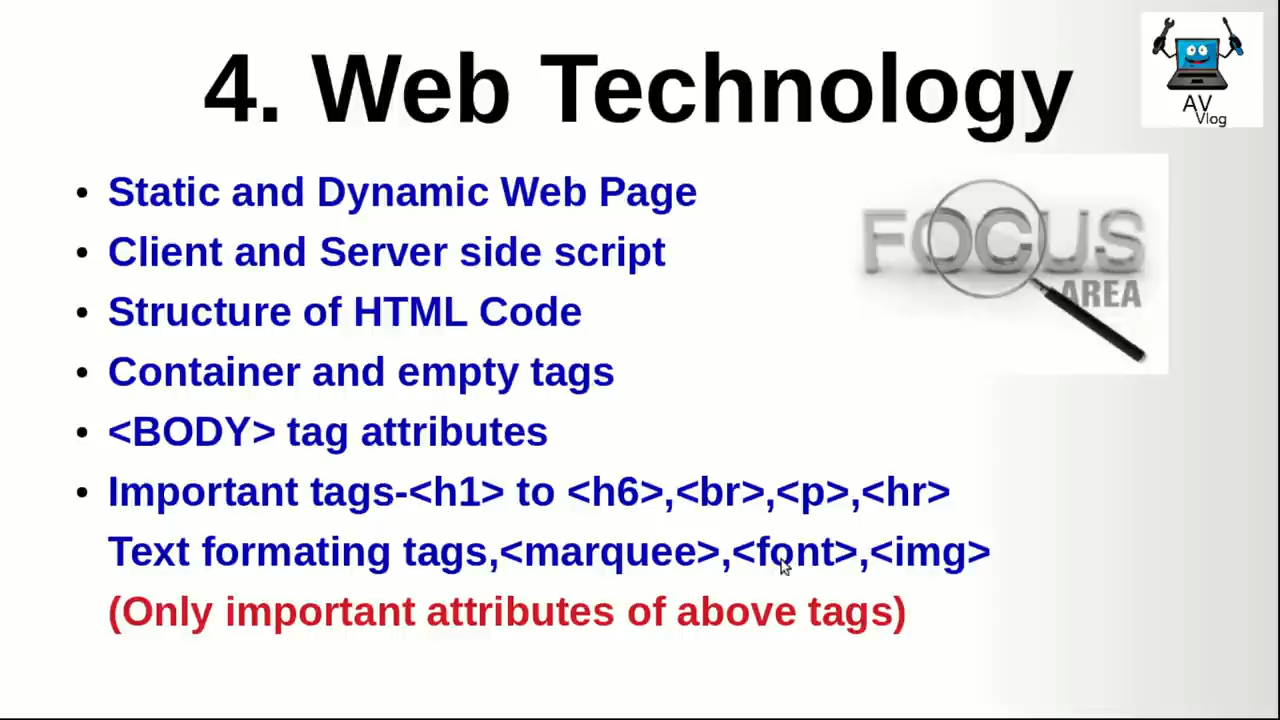 4. Web Technology
AV
Vlog
• Static and Dynamic Web Page
FOCUS
AREA
• Client and Server side script
• Structure of HTML Code
• Container and empty tags
• <BODY> tag attributes
• Important tags-<h1> to <h6>,<br>,<p>,<hr>
Text formating tags,<marquee>,<font>,<img>
(Only important attributes of above tags)